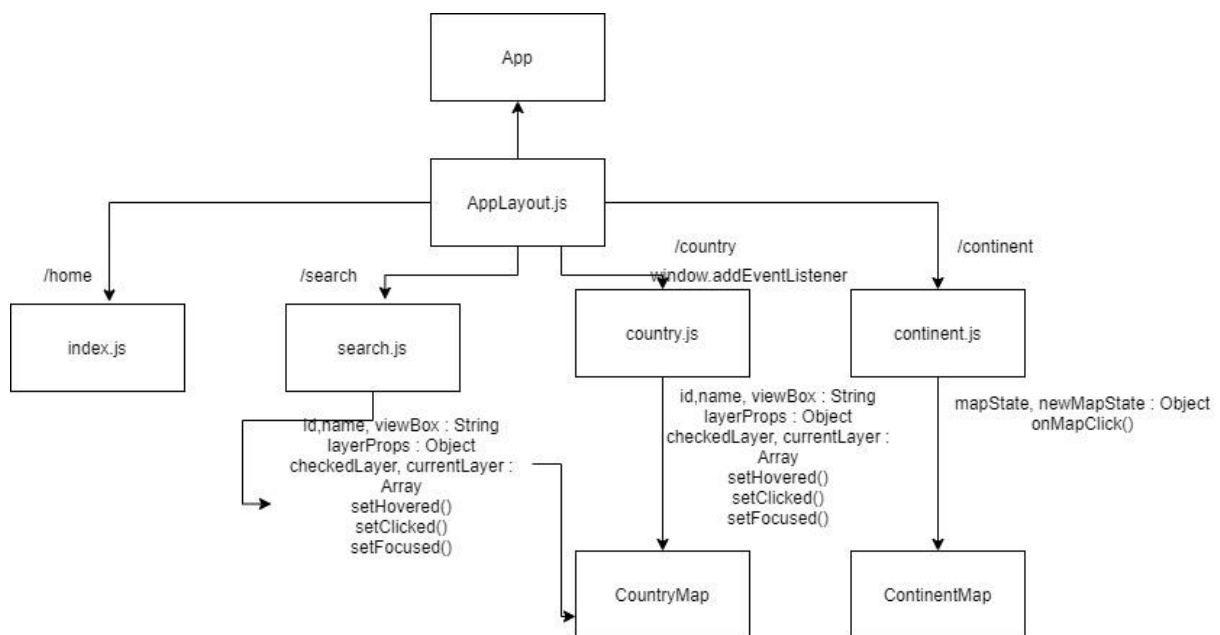 App
AppLayout.js
/home
/search
/country
window.addEventListener
/continent
index.js
search.js
country.js
continent.js
id,name, viewBox : String
layerProps : Object
checkedLayer, currentLayer :
Array
setHovered()
setClicked()
setFocused()
id,name, viewBox : String
layerProps : Object
checkedLayer, currentLayer :
Array
setHovered()
setClicked()
setFocused()
mapState, newMapState : Object
onMapClick()
CountryMap
ContinentMap